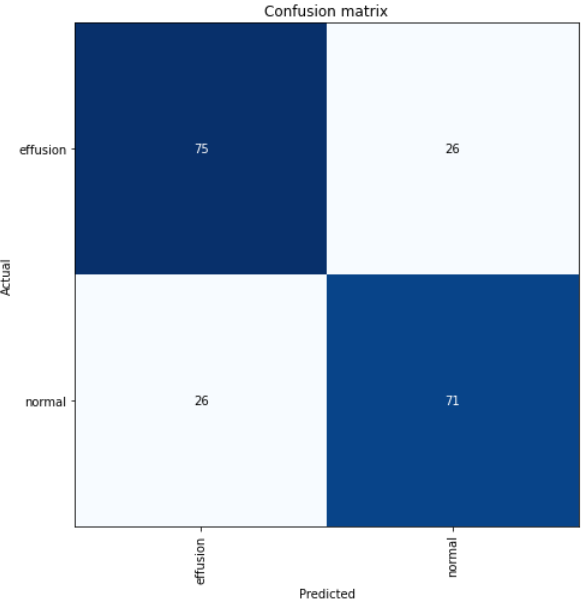 Confusion matrix
effusion
75
26
Actual
normal
26
71
effusion
normal
Predicted